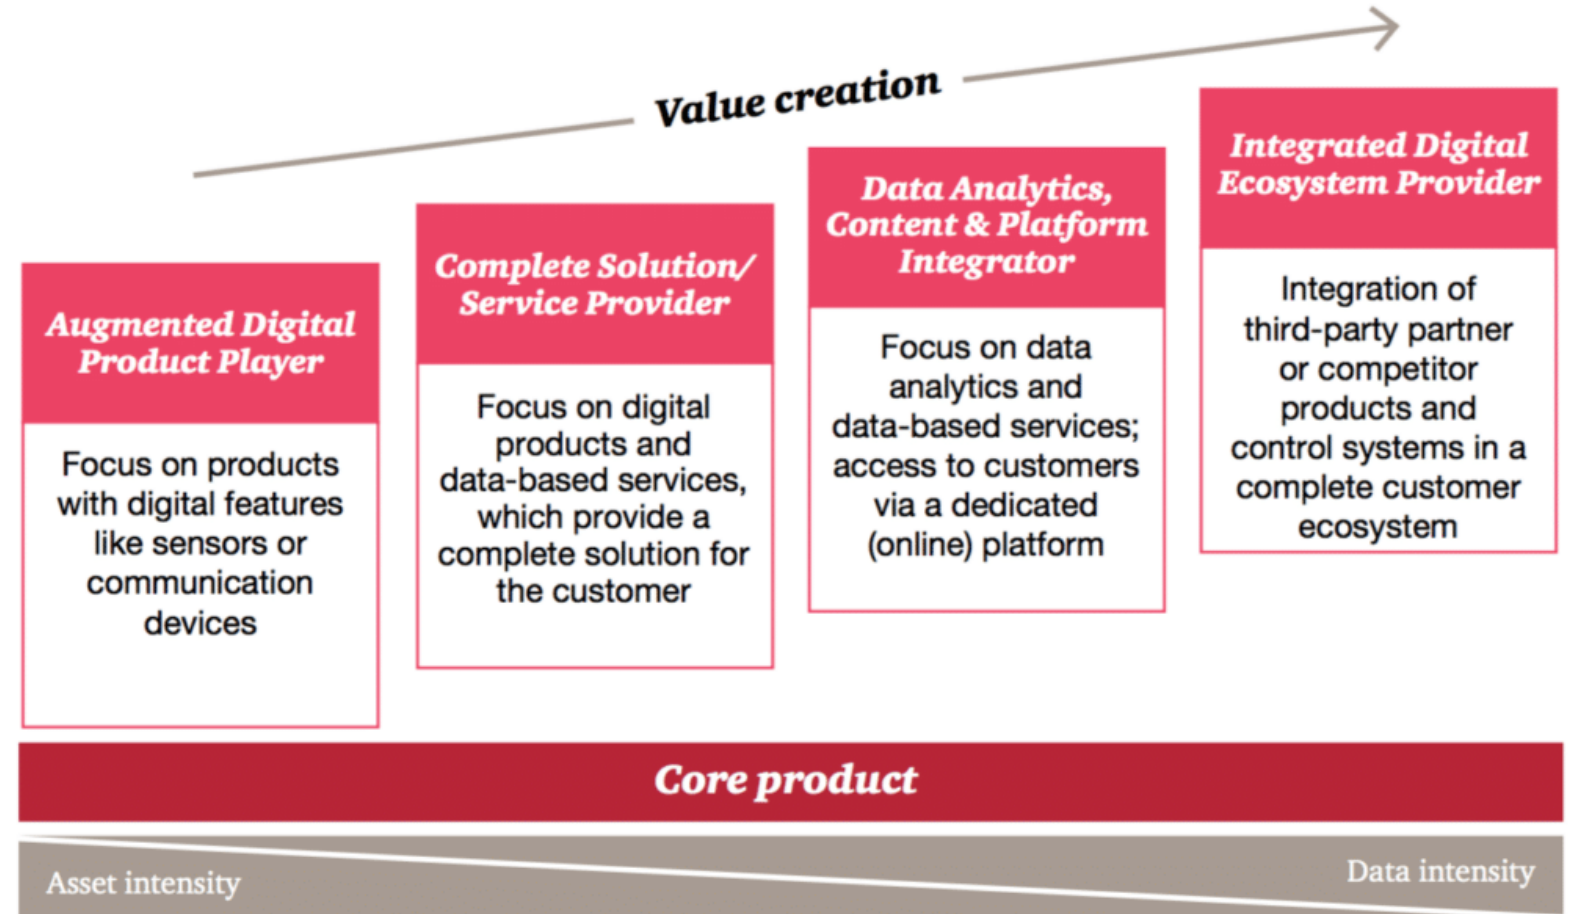 Value creation
Augmented Digital
Product Player
Focus on products
with digital features
like sensors or
communication
devices
Complete Solution/
Service Provider
Focus on digital
products and
data-based services,
which provide a
complete solution for
the customer
Data Analytics,
Content & Platform
Integrator
Focus on data
analytics and
data-based services;
access to customers
via a dedicated
(online) platform
Integrated Digital
Ecosystem Provider
Integration of
third-party partner
or competitor
products and
control systems in a
complete customer
ecosystem
Core product
Asset intensity
Data intensity